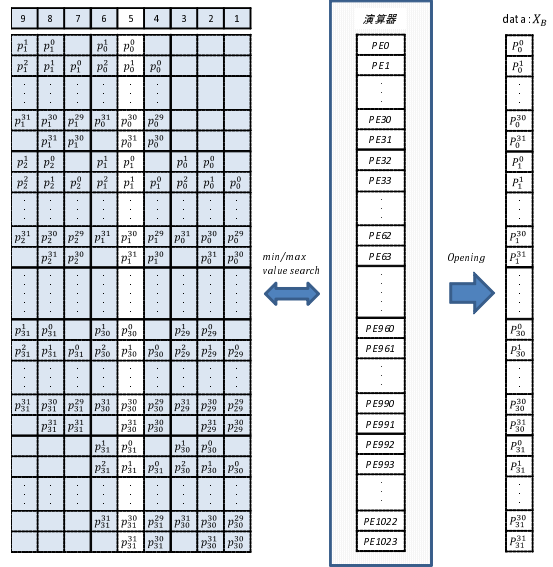 9 8 7 6 5 4 3 2 1 演算器 data:X_B
p_1^1 p_1^0 p_0^1 p_0^0 PE0 P_0^0
p_1^2 p_1^1 p_1^0 p_0^2 p_0^1 p_0^0 PE1 P_0^1
p_1^31 p_1^30 p_1^29 p_0^31 p_0^30 p_0^29 PE30 P_0^30
p_1^31 p_1^30 p_0^31 p_0^30 PE31 P_0^31
p_2^1 p_2^0 p_1^1 p_1^0 p_0^1 p_0^0 PE32 P_1^0
p_2^2 p_2^1 p_2^0 p_1^2 p_1^1 p_1^0 p_0^2 p_0^1 p_0^0 PE33 P_1^1
p_2^31 p_2^30 p_2^29 p_1^31 p_1^30 p_1^29 p_0^31 p_0^30 p_0^29 PE62 P_1^30
p_2^31 p_2^30 p_1^31 p_1^30 p_0^31 p_0^30 PE63 P_1^31
min/max
value search
Opening
p_31^1 p_31^0 p_30^1 p_30^0 p_29^1 p_29^0 PE960 P_30^0
p_31^2 p_31^1 p_31^0 p_30^2 p_30^1 p_30^0 p_29^2 p_29^1 p_29^0 PE961 P_30^1
p_31^31 p_31^30 p_31^29 p_30^31 p_30^30 p_30^29 p_29^31 p_29^30 p_29^29 PE990 P_30^30
p_31^31 p_31^30 p_30^31 p_30^30 p_29^31 p_29^30 PE991 P_30^31
p_31^1 p_31^0 p_30^1 p_30^0 PE992 P_31^0
p_31^2 p_31^1 p_31^0 p_30^2 p_30^1 p_30^0 PE993 P_31^1
p_31^31 p_31^30 p_31^29 p_30^31 p_30^30 p_30^29 PE1022 P_31^30
p_31^31 p_31^30 p_30^31 p_30^30 PE1023 P_31^31